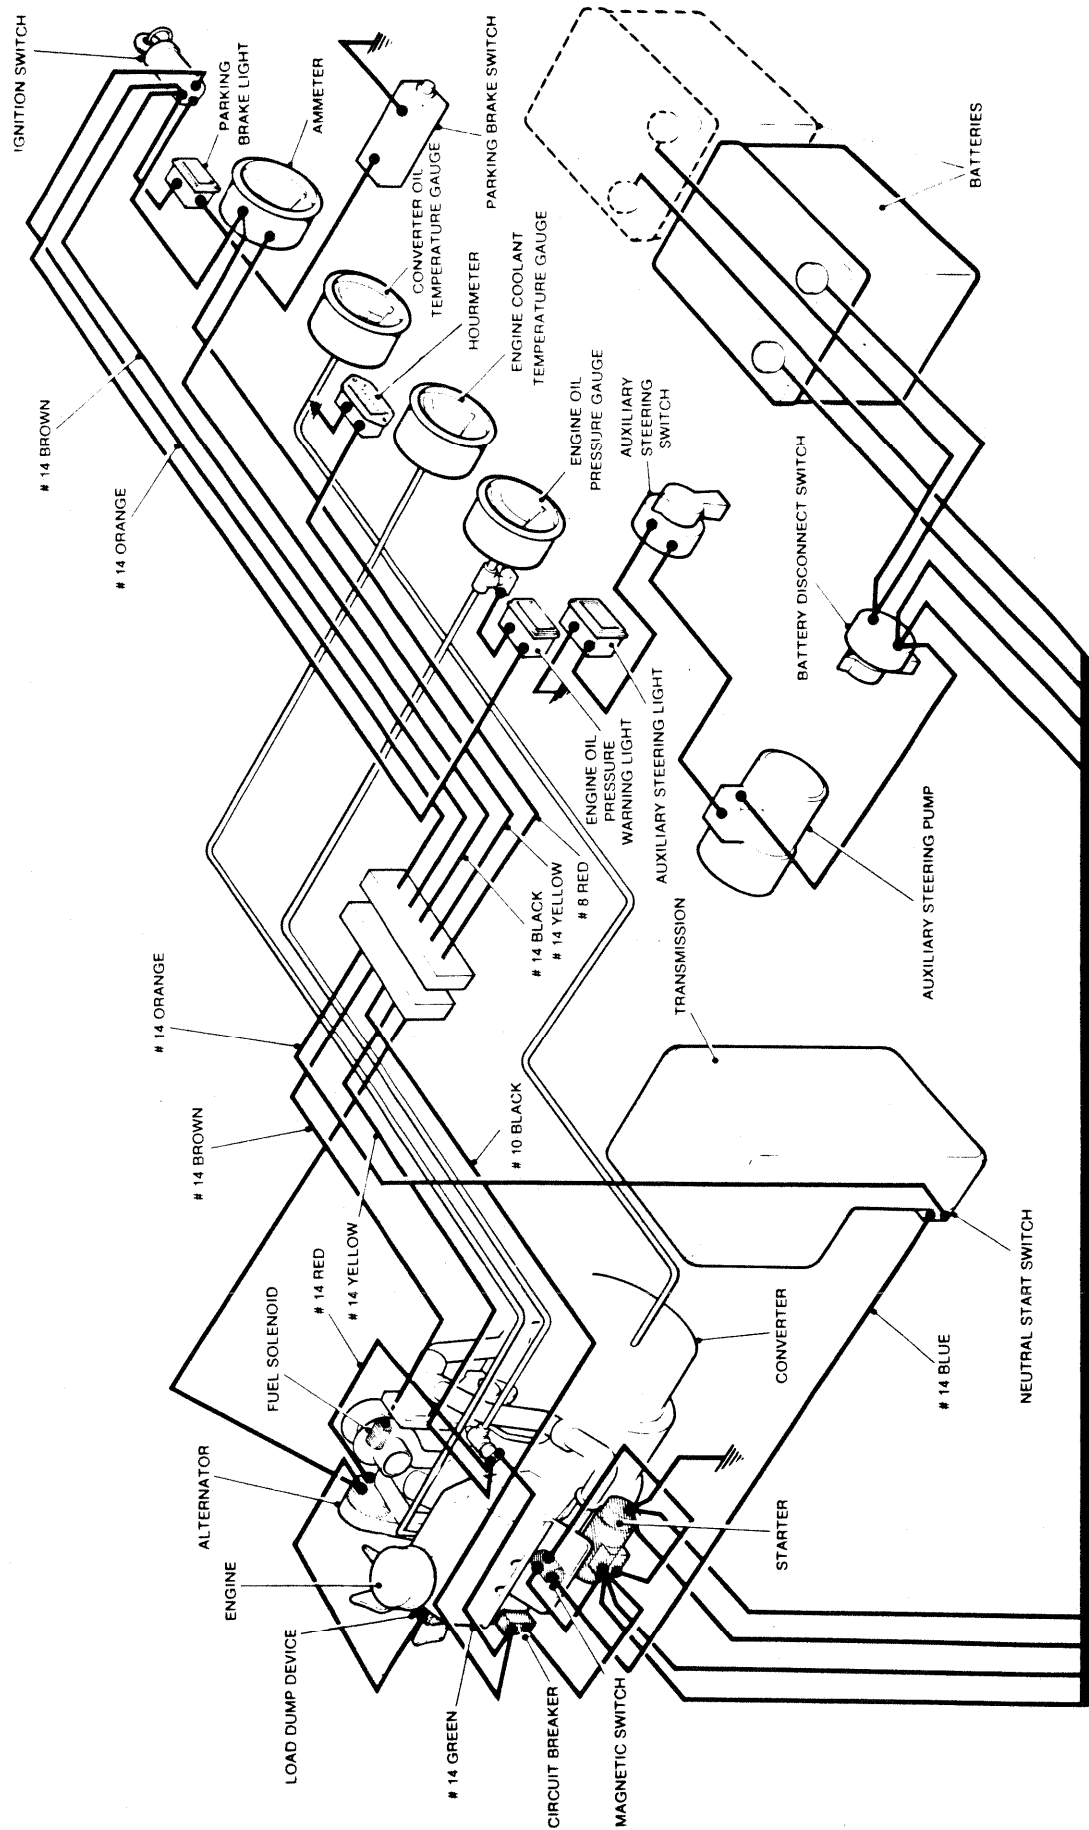 IGNITION SWITCH
PARKING
BRAKE LIGHT
AMMETER
PARKING BRAKE SWITCH
CONVERTER OIL
TEMPERATURE GAUGE
HOURMETER
ENGINE COOLANT
TEMPERATURE GAUGE
ENGINE OIL
PRESSURE GAUGE
AUXILIARY
STEERING
SWITCH
BATTERIES
# 14 BROWN
# 14 ORANGE
BATTERY DISCONNECT SWITCH
ENGINE OIL
PRESSURE
WARNING LIGHT
AUXILIARY STEERING LIGHT
AUXILIARY STEERING PUMP
# 14 BLACK
# 14 YELLOW
# 8 RED
TRANSMISSION
# 14 ORANGE
# 14 BROWN
# 10 BLACK
# 14 RED
# 14 YELLOW
FUEL SOLENOID
ALTERNATOR
ENGINE
LOAD DUMP DEVICE
# 14 GREEN
CIRCUIT BREAKER
MAGNETIC SWITCH
STARTER
CONVERTER
# 14 BLUE
NEUTRAL START SWITCH